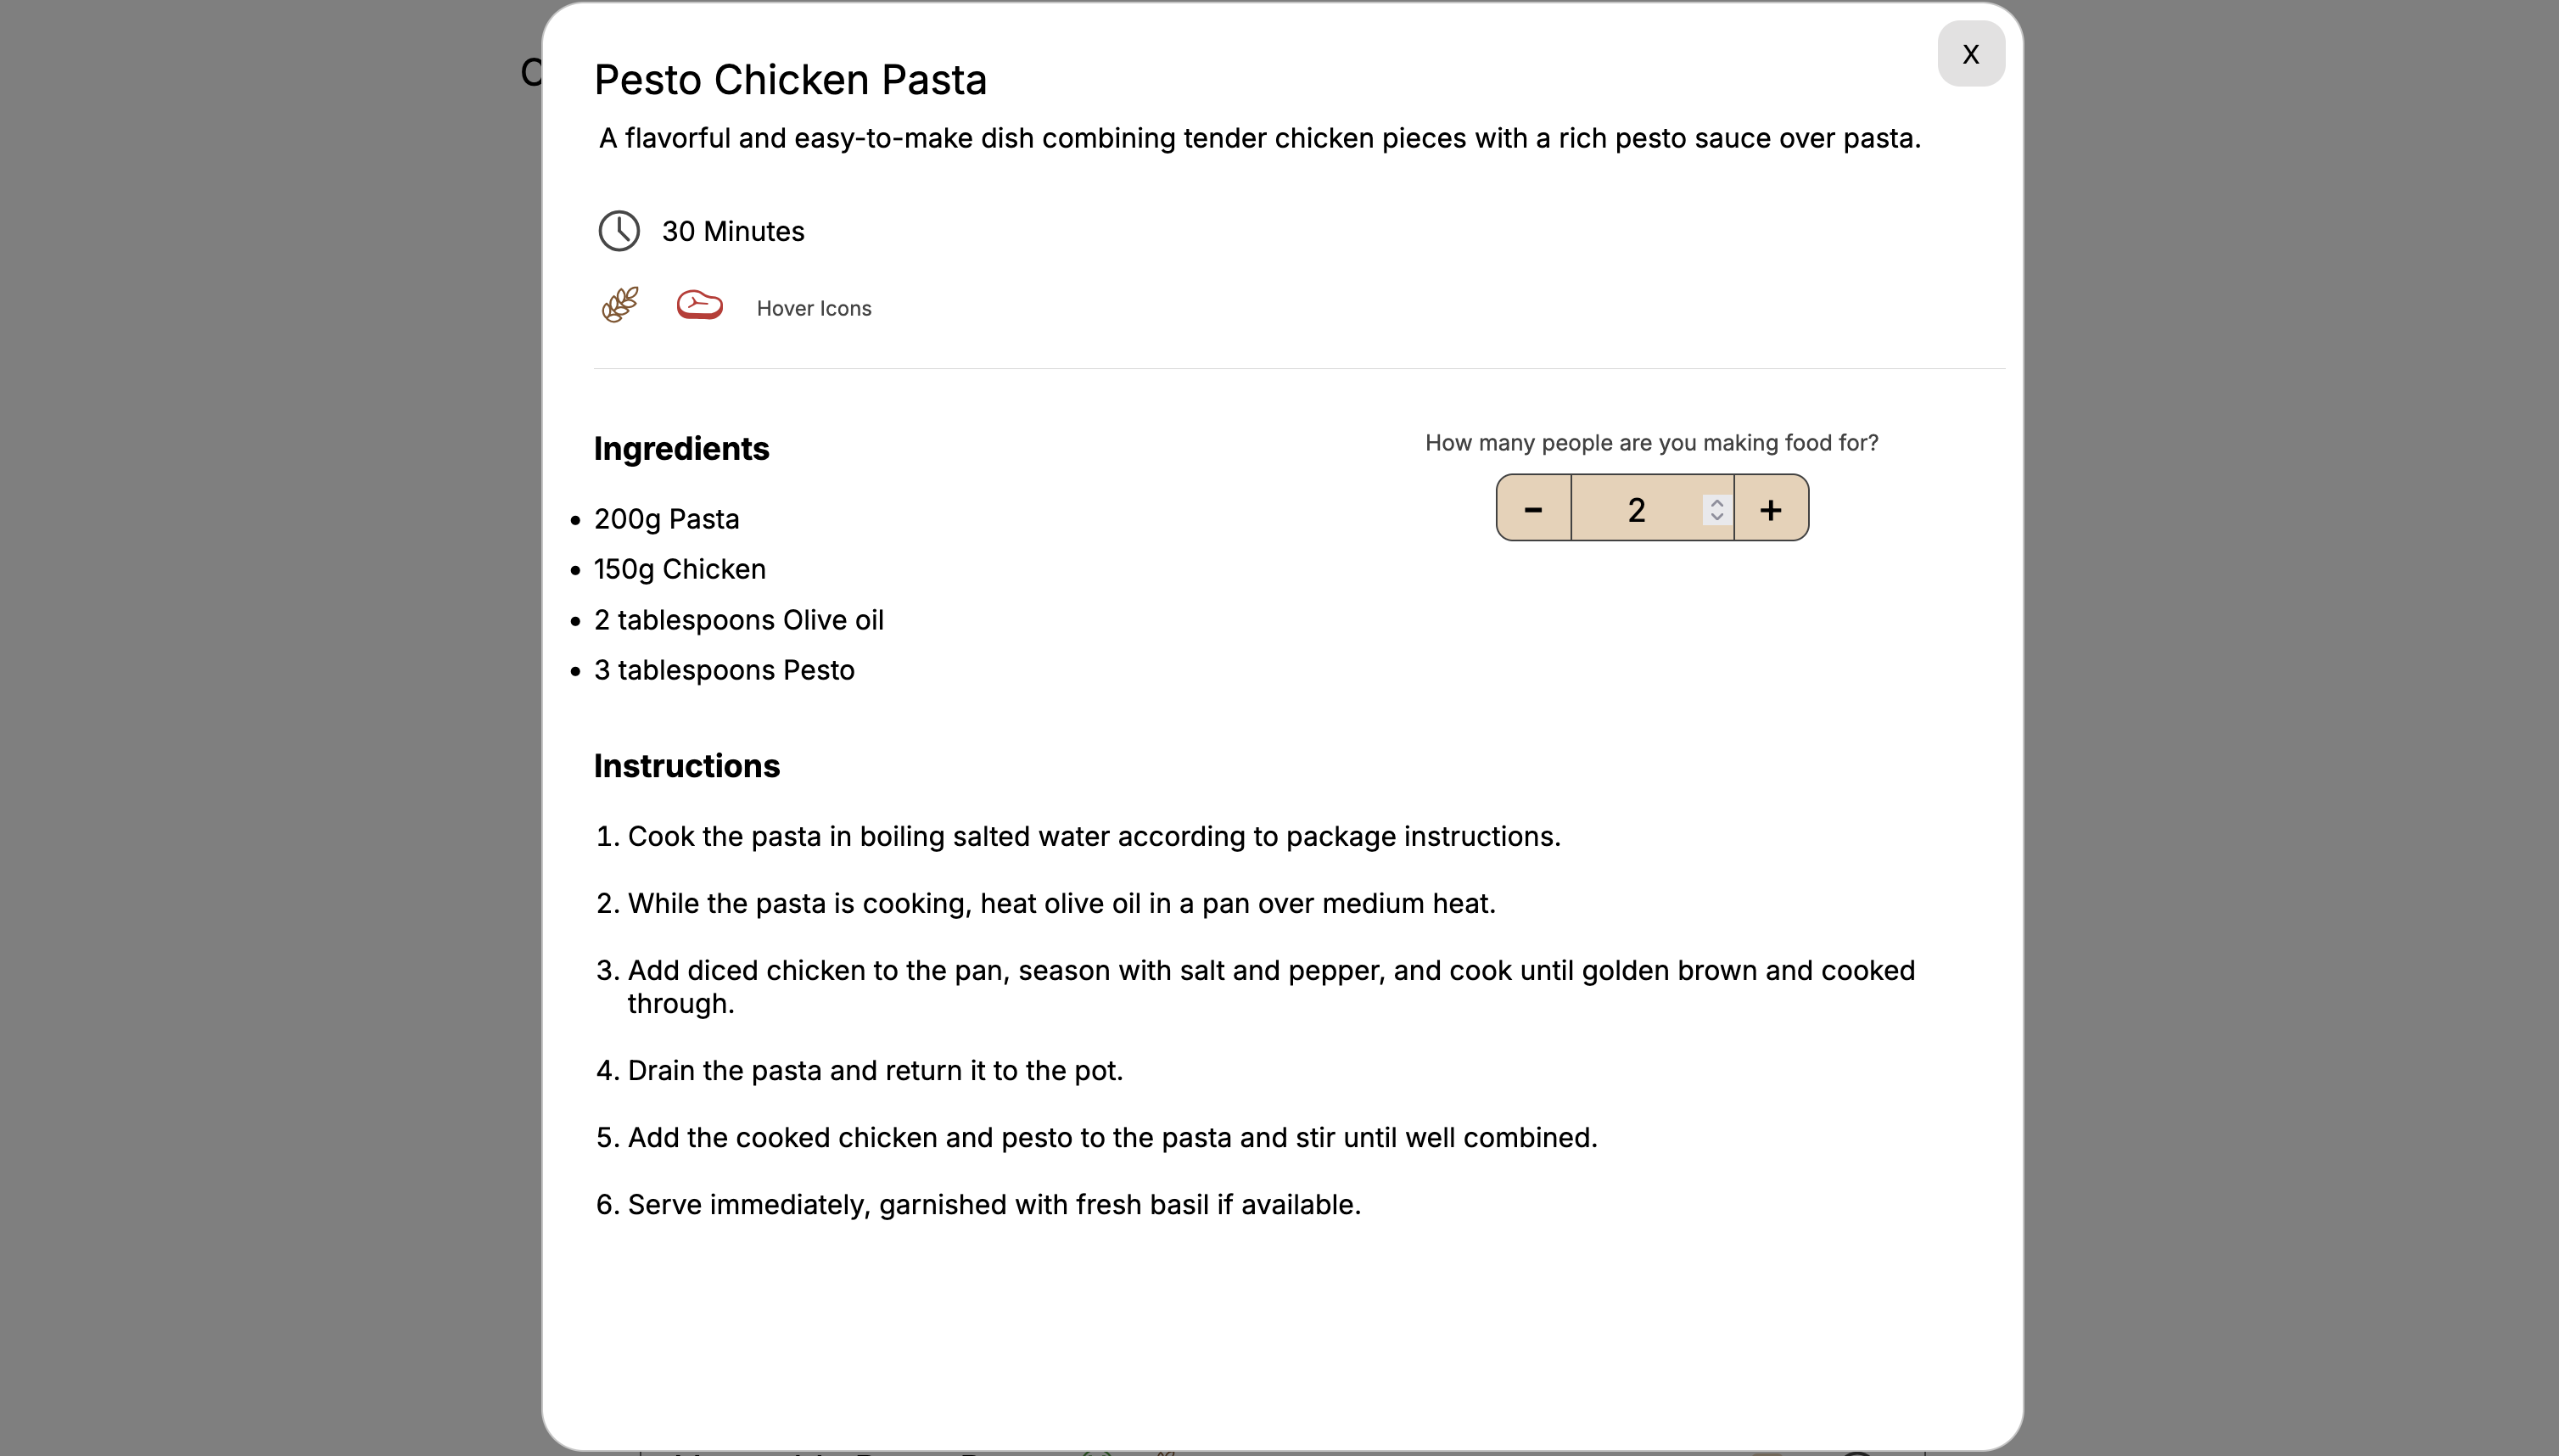 X
Pesto Chicken Pasta
A flavorful and easy-to-make dish combining tender chicken pieces with a rich pesto sauce over pasta.
30 Minutes
Hover Icons
Ingredients
How many people are you making food for?
- 2 +
• 200g Pasta
• 150g Chicken
• 2 tablespoons Olive oil
• 3 tablespoons Pesto
Instructions
1. Cook the pasta in boiling salted water according to package instructions.
2. While the pasta is cooking, heat olive oil in a pan over medium heat.
3. Add diced chicken to the pan, season with salt and pepper, and cook until golden brown and cooked
through.
4. Drain the pasta and return it to the pot.
5. Add the cooked chicken and pesto to the pasta and stir until well combined.
6. Serve immediately, garnished with fresh basil if available.